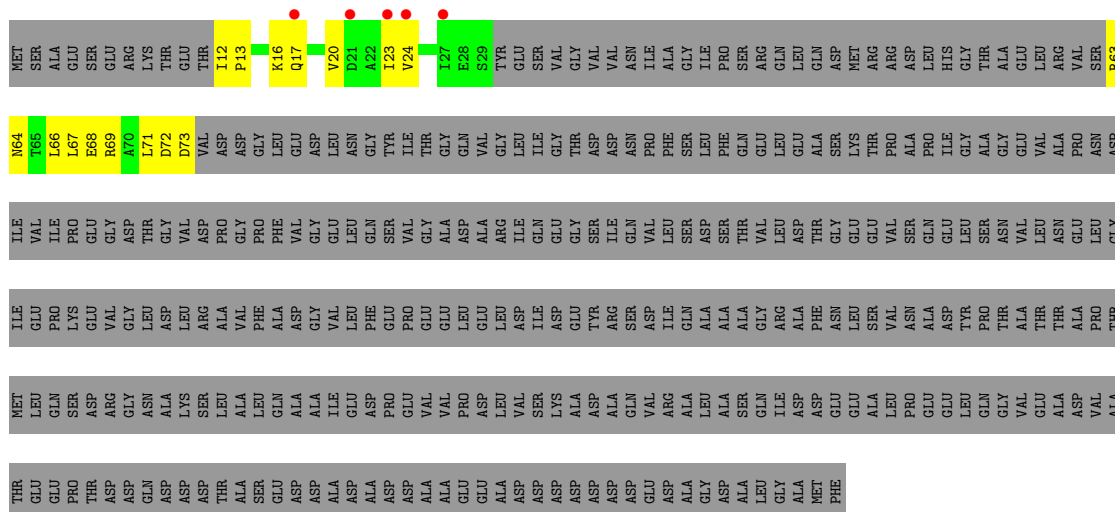 MET SER ALA GLU SER GLU ARG LYS THR GLU THR I12 P13 K16 Q17 V20 D21 A22 I23 V24 I27 E28 S29 TYR GLU SER VAL GLY VAL VAL ASN ILE ALA GLY ILE PRO SER ARG GLN LEU GLN ASP MET ARG ARG ASP LEU HIS GLY THR ALA GLU LEU ARG VAL SER R63
N64 T65 L66 L67 E68 R69 A70 L71 D72 D73 VAL ASP ASP GLY LEU GLU ASP LEU ASN GLY TYR ILE THR GLY GLN VAL GLY LEU ILE GLY THR ASP ASP ASN PRO PHE SER LEU PHE GLN GLU LEU GLU ALA SER LYS THR PRO ALA PRO ILE GLY ALA GLY GLU VAL ALA PRO ASN ASP
ILE VAL ILE PRO GLU GLY ASP THR GLY VAL ASP PRO GLY PRO PHE VAL GLY GLU LEU GLN SER VAL GLY ALA ASP ALA ARG ILE GLN GLU GLY SER ILE GLN VAL LEU SER ASP SER THR VAL LEU ASP THR GLY GLU GLU VAL SER GLN GLU LEU SER ASN VAL LEU ASN GLU LEU GLY
ILE GLU PRO LYS GLU VAL GLY LEU ASP LEU ARG ALA VAL PHE ALA ASP GLY VAL LEU PHE GLU PRO GLU GLU LEU GLU LEU ASP ILE ASP GLU TYR ARG SER ASP ILE GLN ALA ALA ALA GLY ARG ALA PHE ASN LEU SER VAL ASN ALA ASP TYR PRO THR ALA THR THR ALA PRO THR
MET LEU GLN SER ASP ARG GLY ASN ALA LYS SER LEU ALA LEU GLN ALA ALA ILE GLU ASP PRO GLU VAL VAL PRO ASP LEU VAL SER LYS ALA ASP ALA GLN VAL ARG ALA LEU ALA SER GLN ILE ASP ASP GLU GLU ALA LEU PRO GLU GLU LEU GLN GLY VAL GLU ALA ASP VAL ALA
THR GLU GLU PRO THR ASP ASP GLN ASP ASP ASP THR ALA SER GLU ASP ASP ALA ASP ALA ASP ASP ALA ALA GLU GLU ALA ASP ASP ASP ASP ASP ASP GLU ASP ALA GLY ASP ALA LEU GLY ALA MET PHE